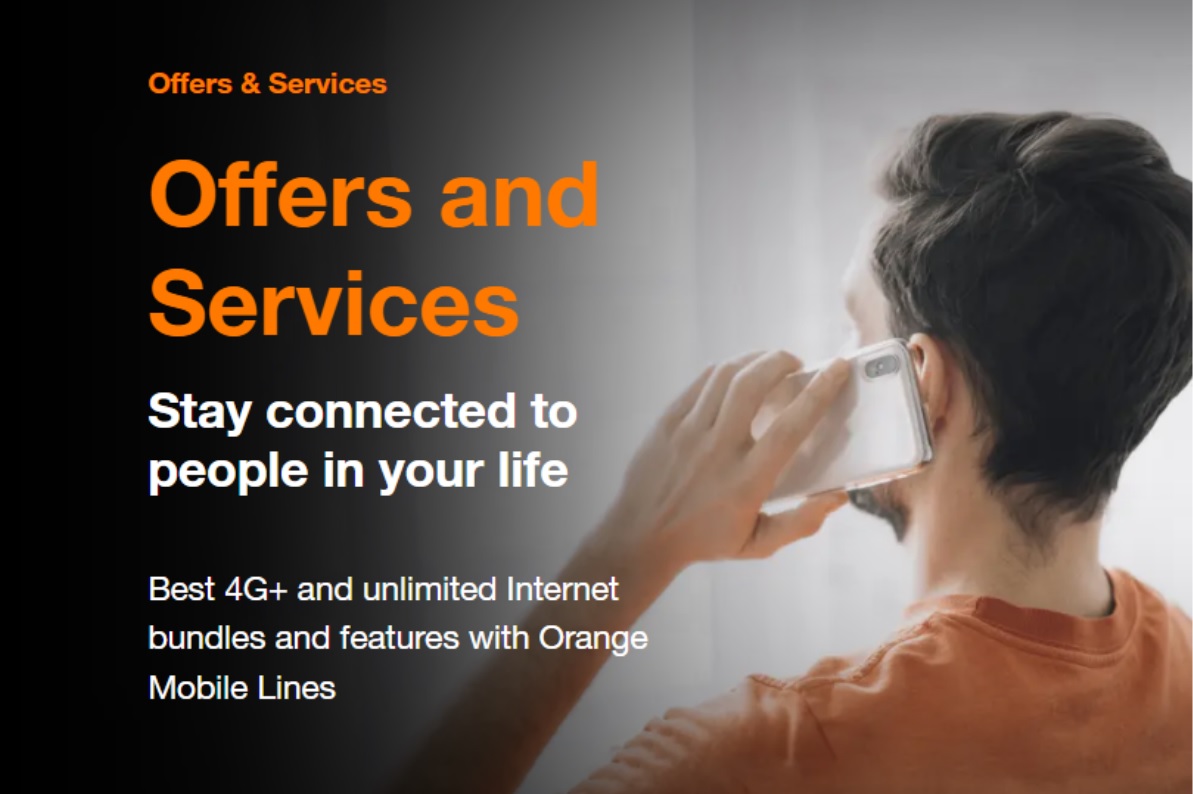 Offers & Services
Offers and
Services
Stay connected to
people in your life
Best 4G+ and unlimited Internet
bundles and features with Orange
Mobile Lines